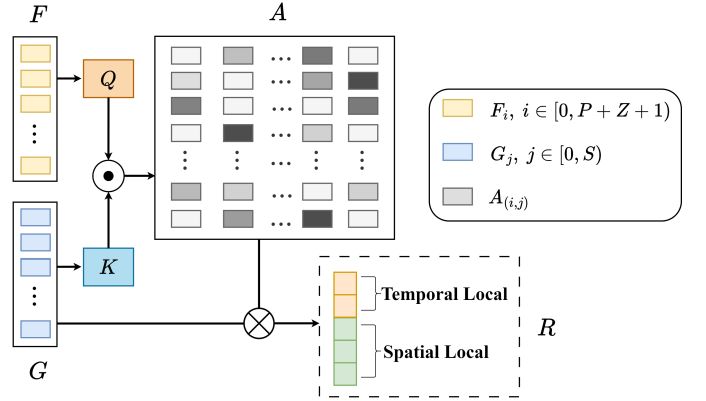 F
A
Q
...
...
...
...
K
...
...
G
F_i, i ∈ [0, P + Z + 1)
G_j, j ∈ [0, S)
A_(i,j)
Temporal Local
Spatial Local
R